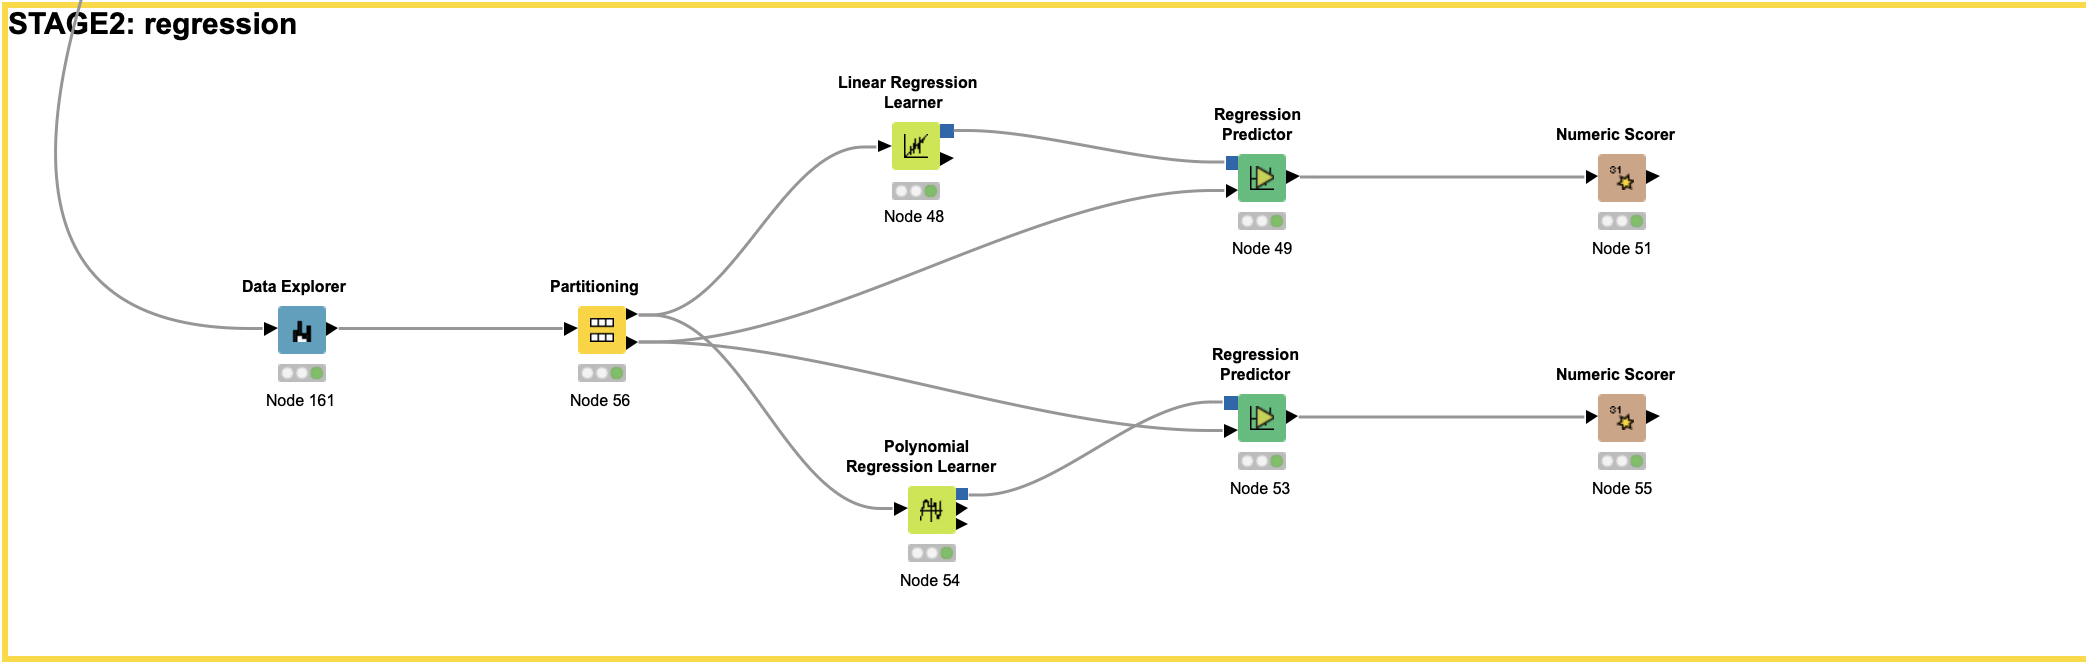 STAGE2: regression
Linear Regression
Learner
Node 48
Regression
Predictor
Node 49
Numeric Scorer
Node 51
Data Explorer
Node 161
Partitioning
Node 56
Regression
Predictor
Node 53
Numeric Scorer
Node 55
Polynomial
Regression Learner
Node 54